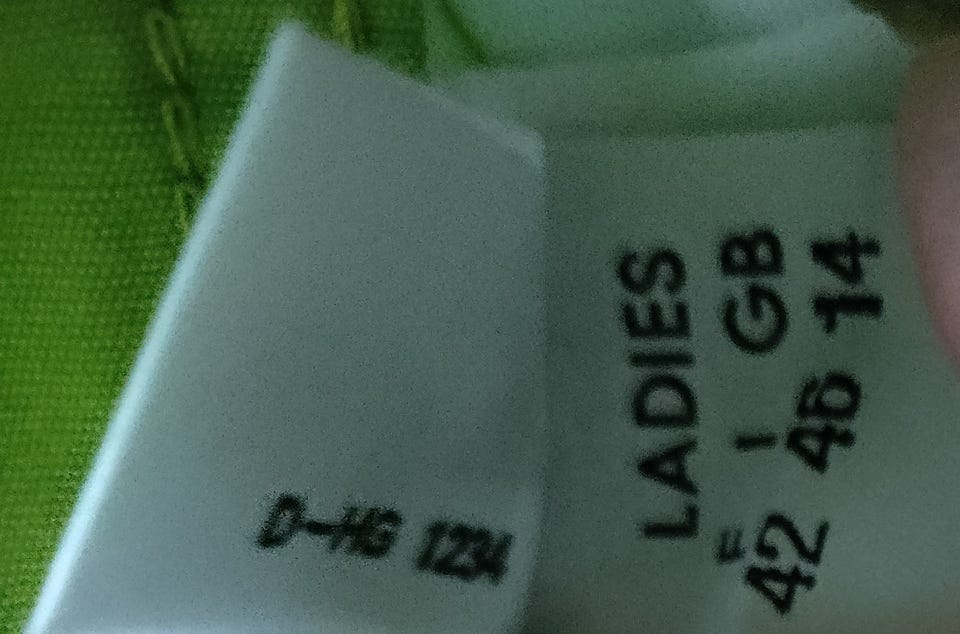 D-HG 1234
LADIES
F I GB
42 46 14